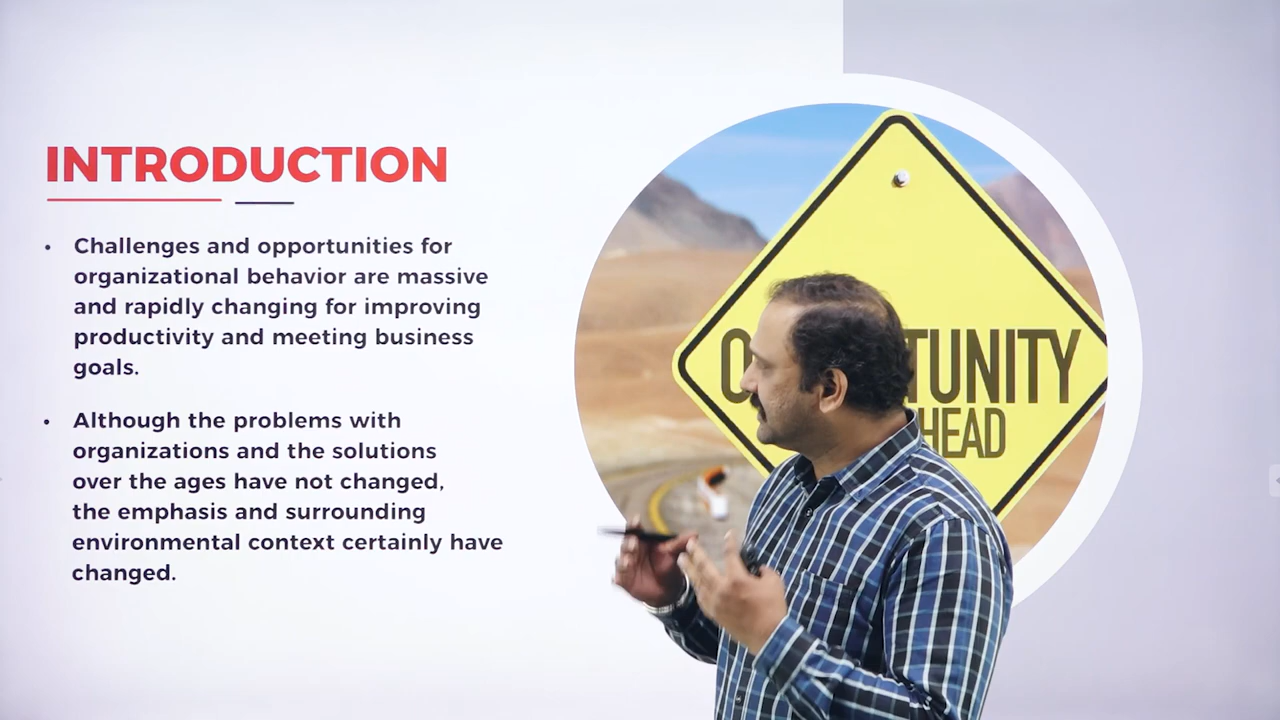 INTRODUCTION
• Challenges and opportunities for
organizational behavior are massive
and rapidly changing for improving
productivity and meeting business
goals.
• Although the problems with
organizations and the solutions
over the ages have not changed,
the emphasis and surrounding
environmental context certainly have
changed.